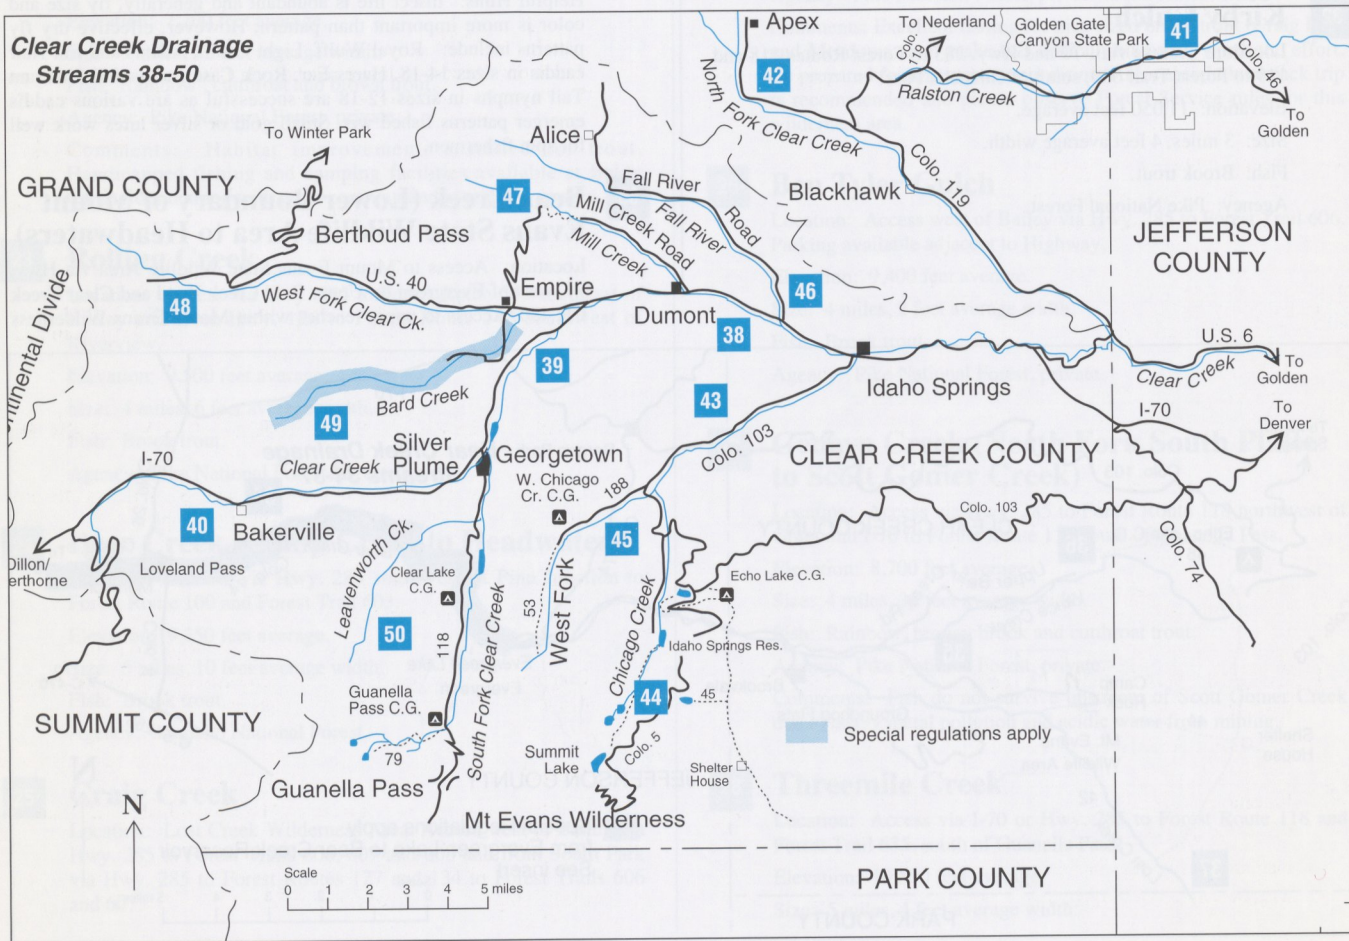 Clear Creek Drainage
Streams 38-50
Apex
To Nederland
Golden Gate
Canyon State Park
41
Colo. 46
To
Golden
42
Colo.
119
Ralston Creek
North Fork Clear Creek
Colo. 119
Blackhawk
JEFFERSON
COUNTY
To Winter Park
Alice
GRAND COUNTY
47
Fall River
Road
Fall River
Mill Creek Road
Mill Creek
Berthoud Pass
U.S. 40
Empire
48
West Fork Clear Ck.
46
Dumont
38
39
U.S. 6
Clear Creek
To
Golden
Idaho Springs
I-70
To
Denver
43
Bard Creek
49
Colo. 103
CLEAR CREEK COUNTY
Silver
Plume
Georgetown
Clear Creek
I-70
W. Chicago
Cr. C.G.
188
Colo. 103
40
Bakerville
45
Colo. 74
Dillon/
erthorne
Loveland Pass
Leavenworth Ck.
Clear Lake
C.G.
Echo Lake C.G.
53
West Fork
Chicago Creek
50
118
South Fork Clear Creek
Idaho Springs Res.
Guanella
Pass C.G.
44
45
SUMMIT COUNTY
79
Summit
Lake
Colo. 5
Shelter
House
Special regulations apply
Guanella Pass
Mt Evans Wilderness
N
PARK COUNTY
Scale
0 1 2 3 4 5 miles